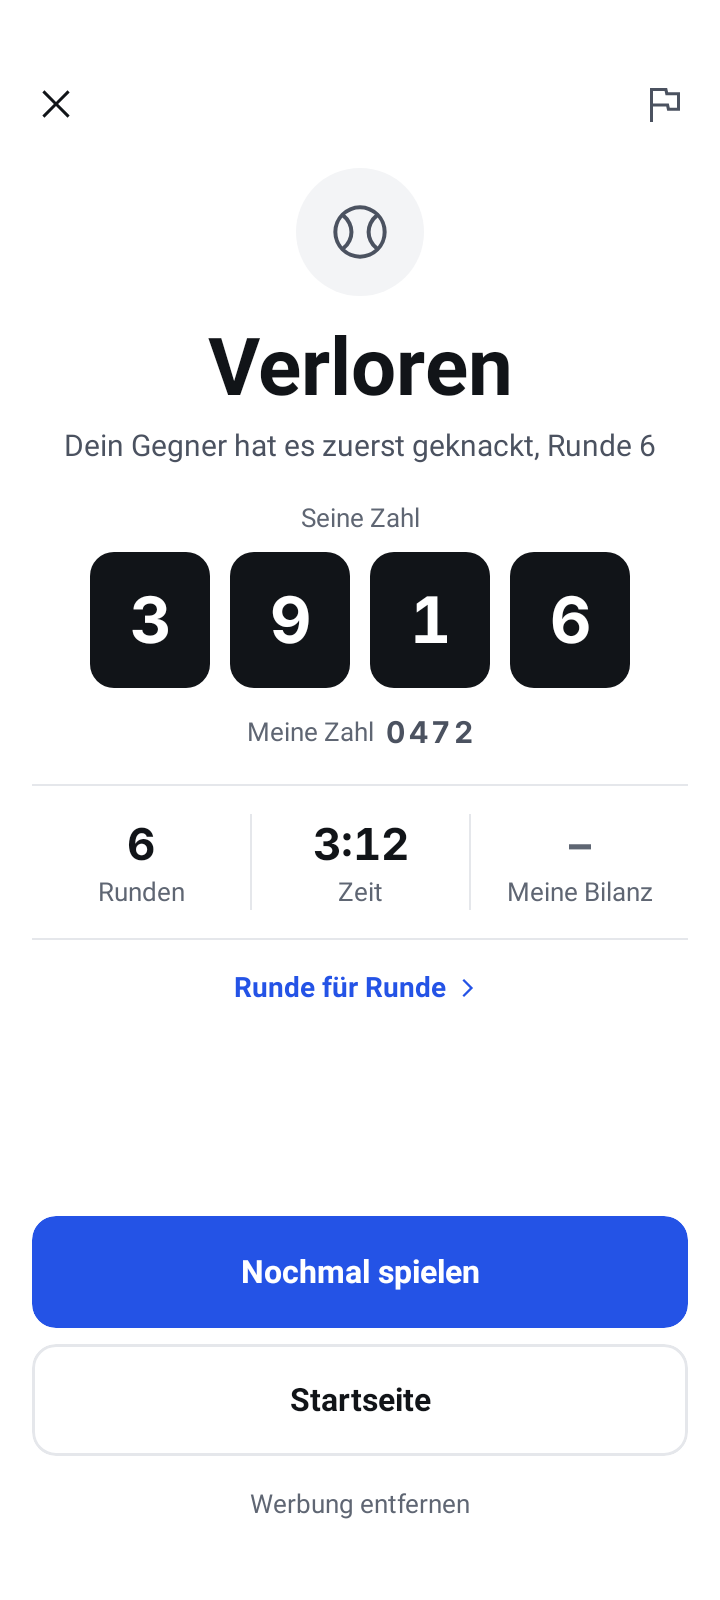 Verloren
Dein Gegner hat es zuerst geknackt, Runde 6
Seine Zahl
3 9 1 6
Meine Zahl 0472
6 3:12 –
Runden Zeit Meine Bilanz
Runde für Runde
Nochmal spielen
Startseite
Werbung entfernen